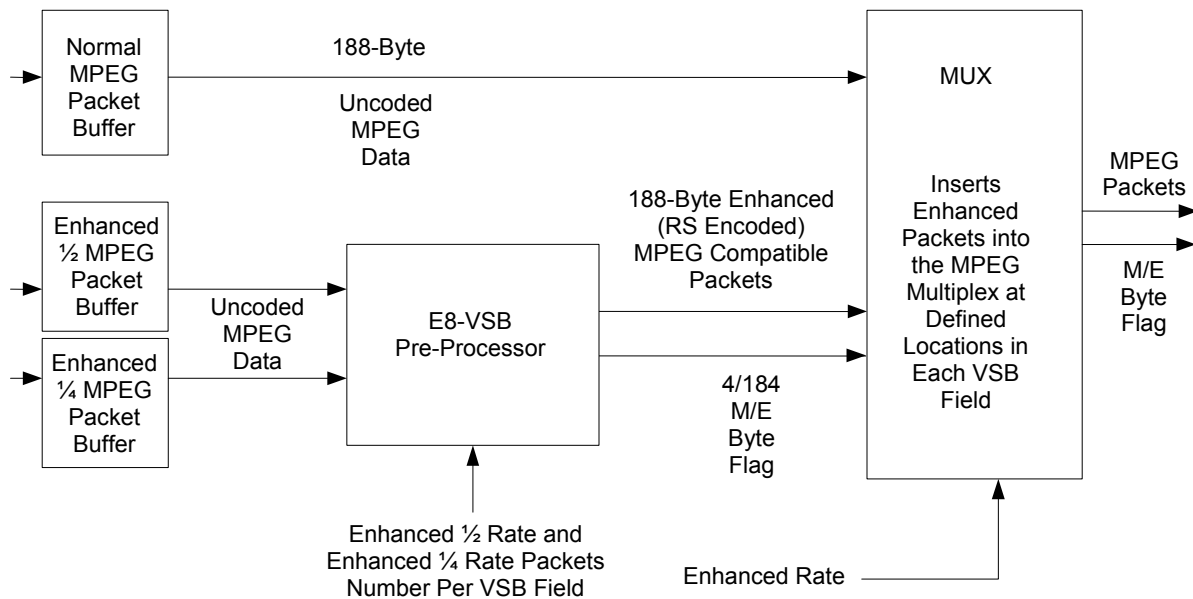 Normal
MPEG
Packet
Buffer
188-Byte
Uncoded
MPEG
Data
MUX
Inserts
Enhanced
Packets into
the MPEG
Multiplex at
Defined
Locations in
Each VSB
Field
MPEG
Packets
M/E
Byte
Flag
Enhanced
½ MPEG
Packet
Buffer
Uncoded
MPEG
Data
Enhanced
¼ MPEG
Packet
Buffer
E8-VSB
Pre-Processor
188-Byte Enhanced
(RS Encoded)
MPEG Compatible
Packets
4/184
M/E
Byte
Flag
Enhanced ½ Rate and
Enhanced ¼ Rate Packets
Number Per VSB Field
Enhanced Rate